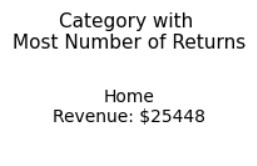 Category with
Most Number of Returns
Home
Revenue: $25448